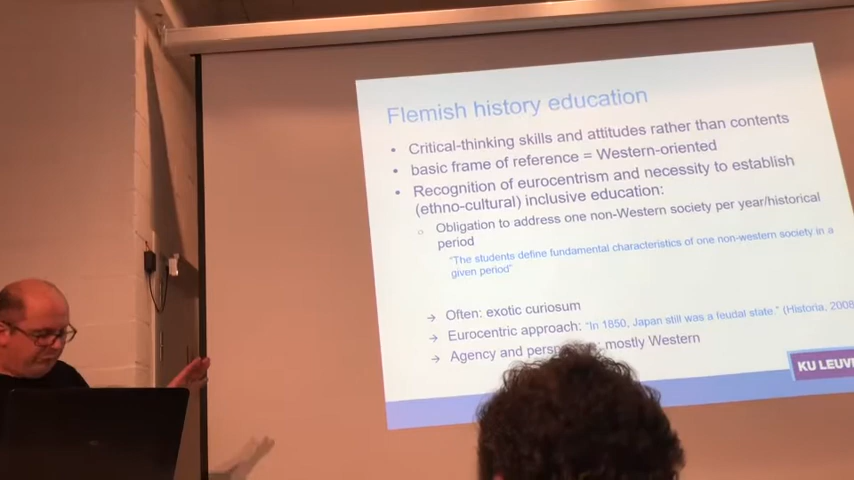 Flemish history education
• Critical-thinking skills and attitudes rather than contents
• basic frame of reference = Western-oriented
• Recognition of eurocentrism and necessity to establish
(ethno-cultural) inclusive education:
○ Obligation to address one non-Western society per year/historical
period
"The students define fundamental characteristics of one non-western society in a
given period"
→ Often: exotic curiosum
→ Eurocentric approach: "In 1850, Japan still was a feudal state." (Historia, 2008
→ Agency and : mostly Western
KU LEUV